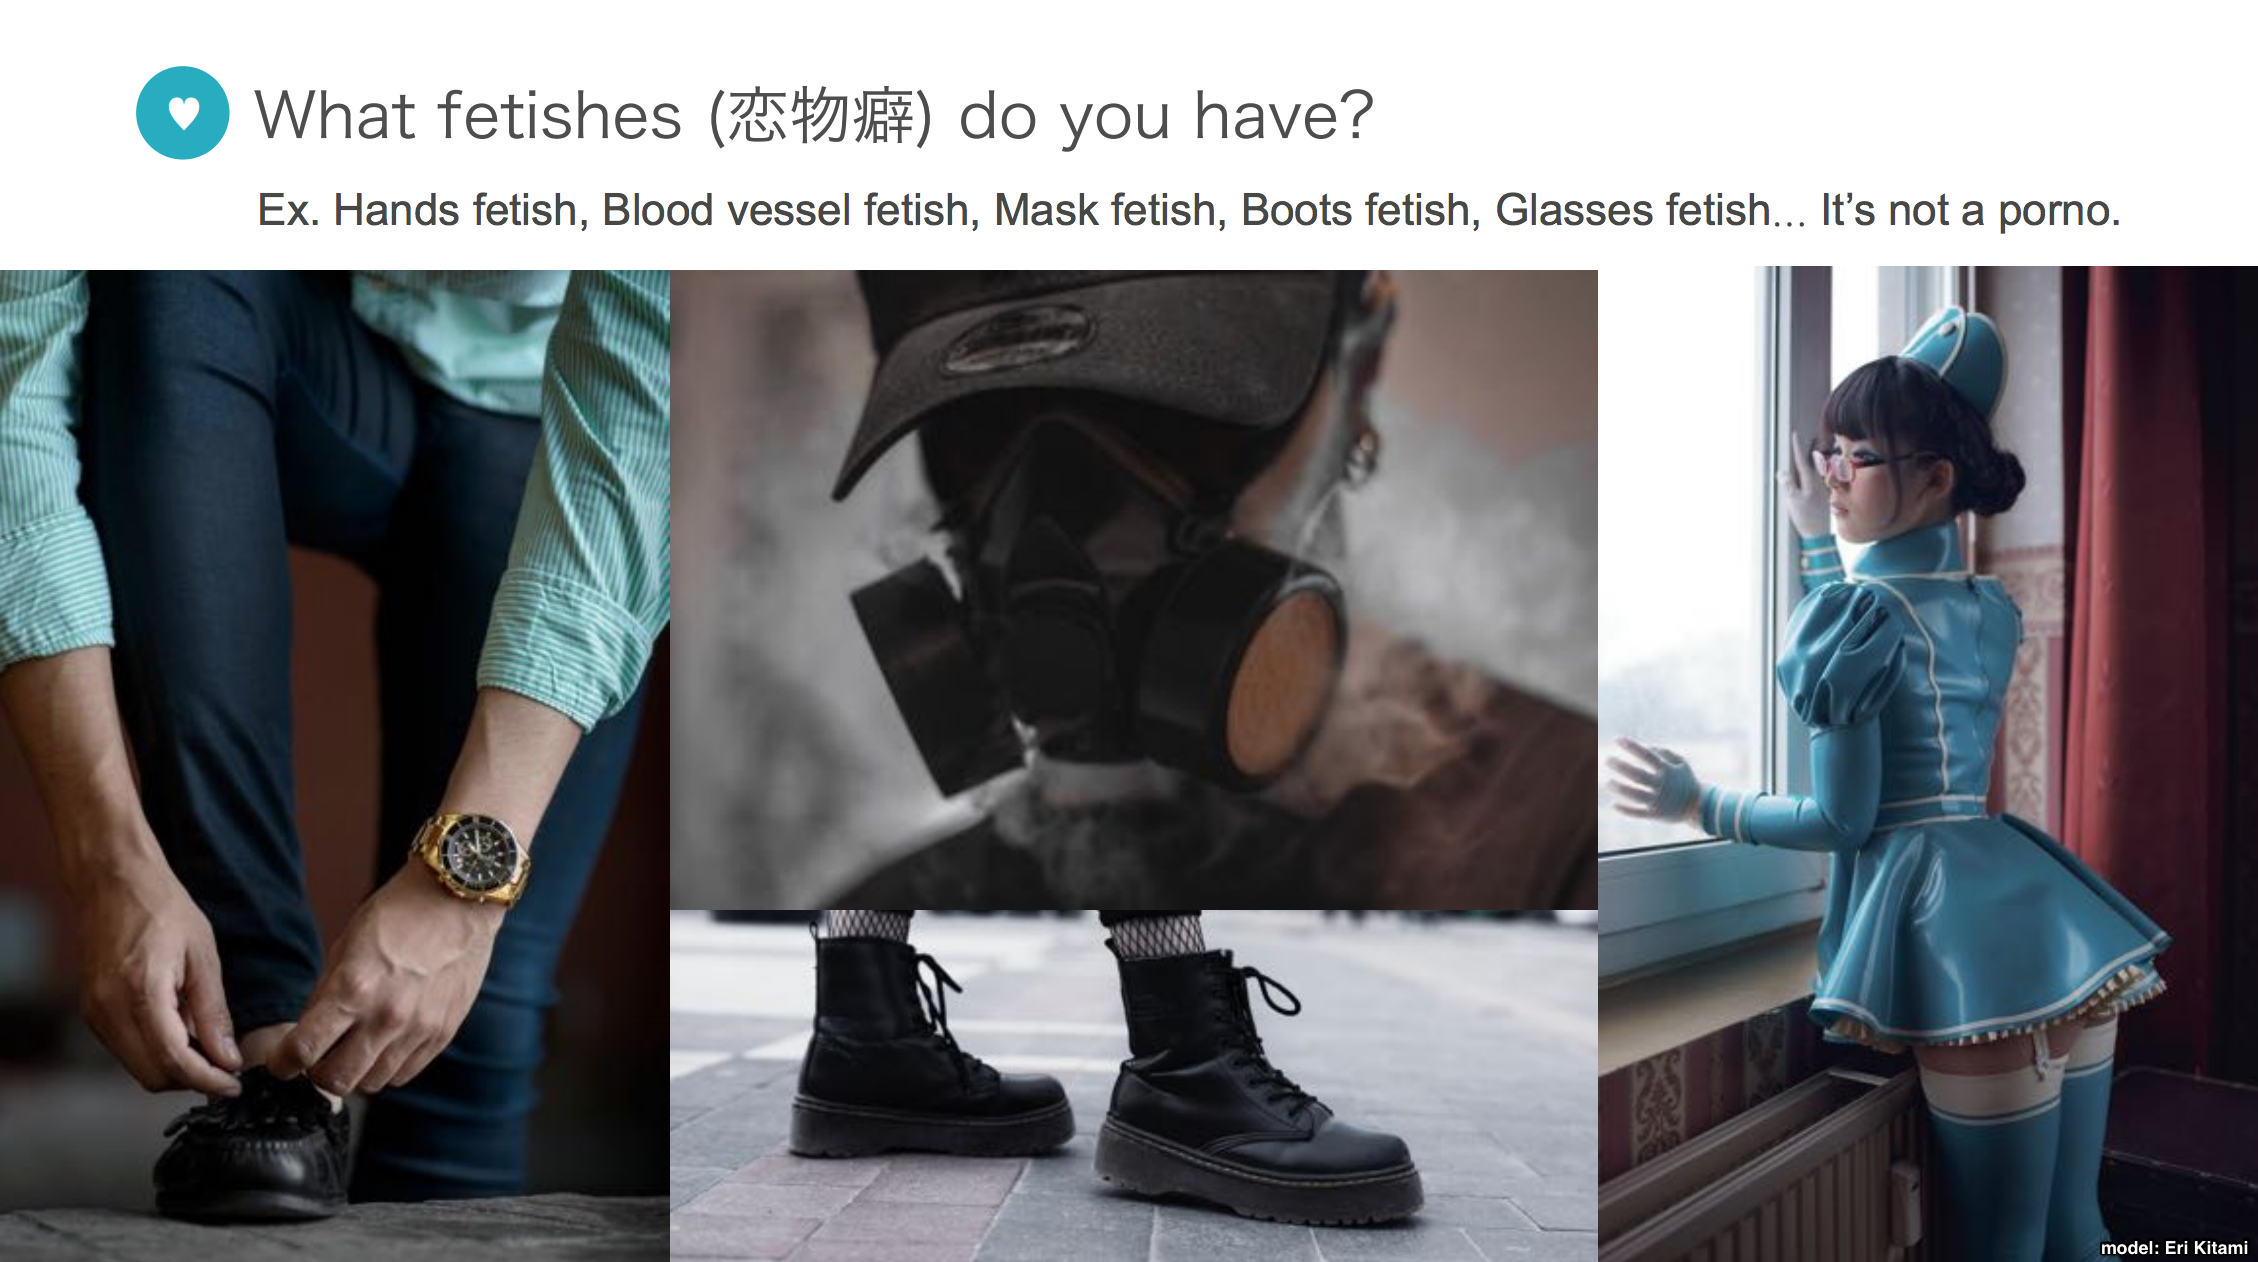 What fetishes (恋物癖) do you have?
Ex. Hands fetish, Blood vessel fetish, Mask fetish, Boots fetish, Glasses fetish… It’s not a porno.
model: Eri Kitami